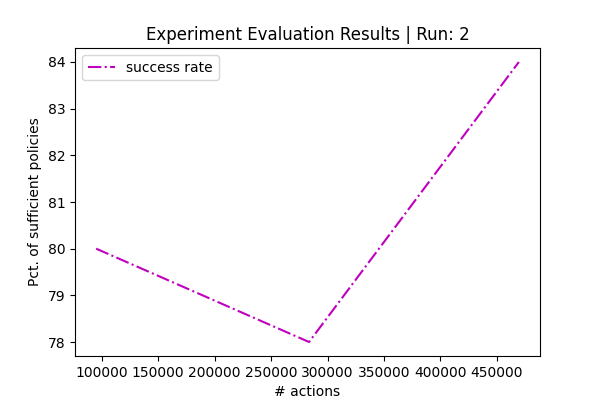 Experiment Evaluation Results | Run: 2
success rate
Pct. of sufficient policies
84
83
82
81
80
79
78
100000 150000 200000 250000 300000 350000 400000 450000
# actions